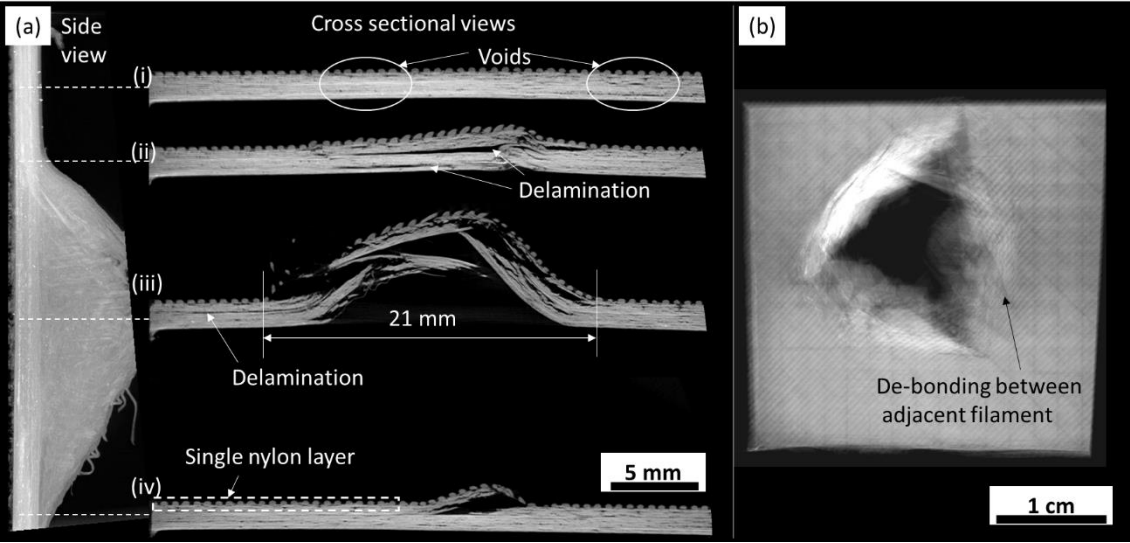 (a)
Side
view
Cross sectional views
Voids
(i)
(ii)
Delamination
(iii)
21 mm
Delamination
Single nylon layer
5 mm
(iv)
(b)
De-bonding between
adjacent filament
1 cm